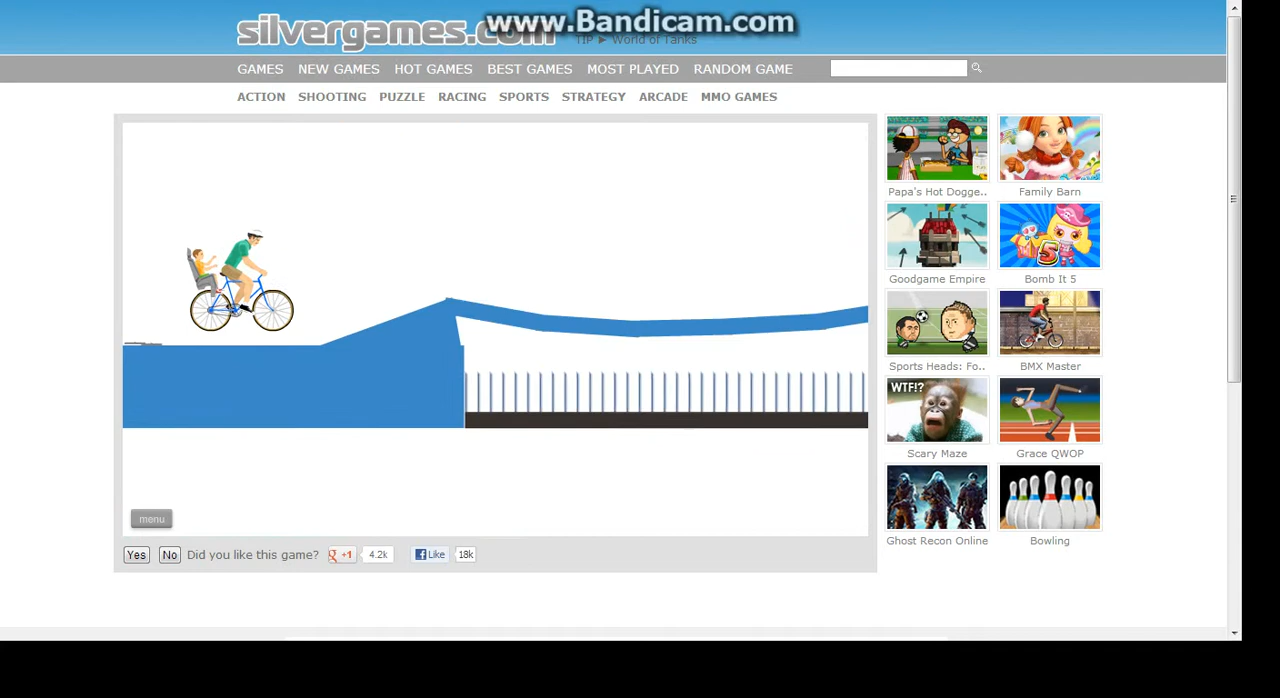 silvergames.com
www.Bandicam.com
TIP ► World of Tanks
GAMES NEW GAMES HOT GAMES BEST GAMES MOST PLAYED RANDOM GAME
ACTION SHOOTING PUZZLE RACING SPORTS STRATEGY ARCADE MMO GAMES
Papa's Hot Dogge.. Family Barn
5
Goodgame Empire Bomb It 5
Sports Heads: Fo.. BMX Master
WTF!?
Scary Maze Grace QWOP
Ghost Recon Online Bowling
menu
Yes No Did you like this game? g +1 4.2k f Like 18k